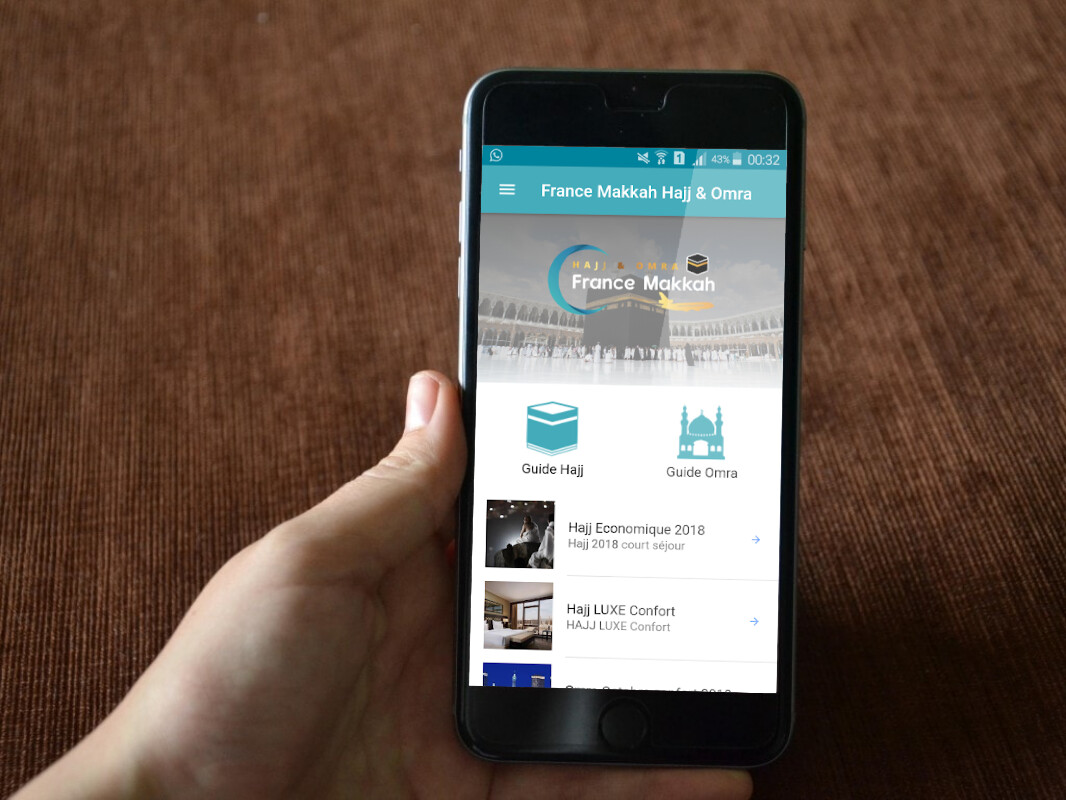 1 43% 00:32
France Makkah Hajj & Omra
HAJJ & OMRA
France Makkah
Guide Hajj
Guide Omra
Hajj Economique 2018
Hajj 2018 court séjour
Hajj LUXE Confort
HAJJ LUXE Confort